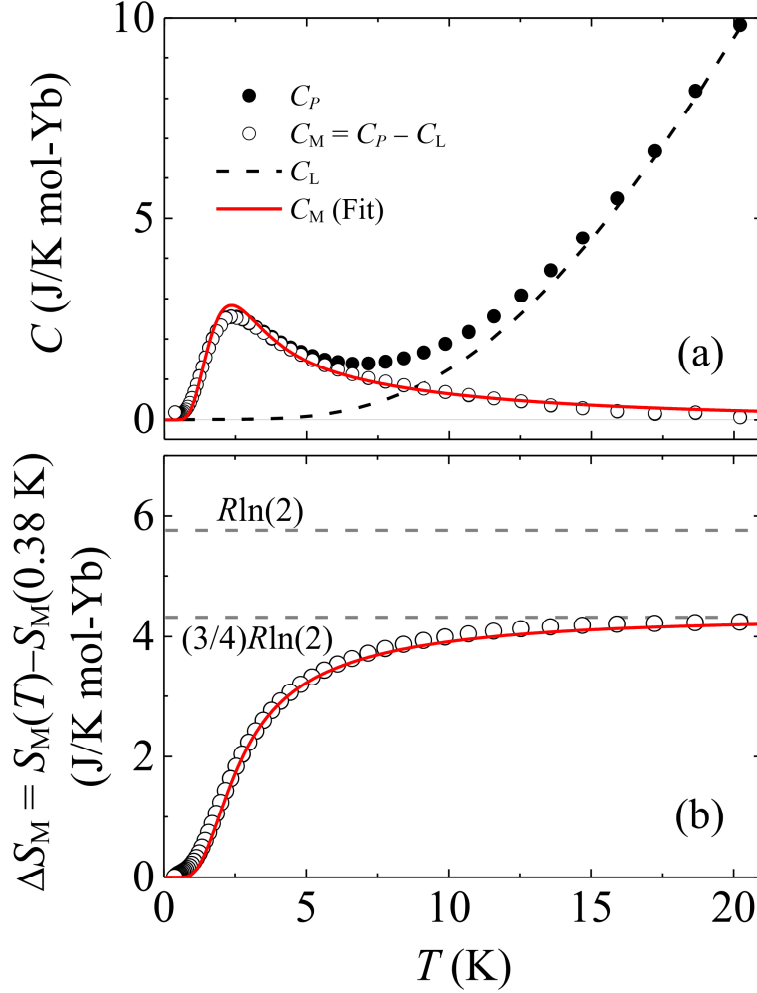 10
5
0
C (J/K mol-Yb)
C_P
C_M = C_P – C_L
C_L
C_M (Fit)
(a)
6
4
2
0
ΔS_M = S_M(T)–S_M(0.38 K)
(J/K mol-Yb)
Rln(2)
(3/4)Rln(2)
(b)
0 5 10 15 20
T (K)